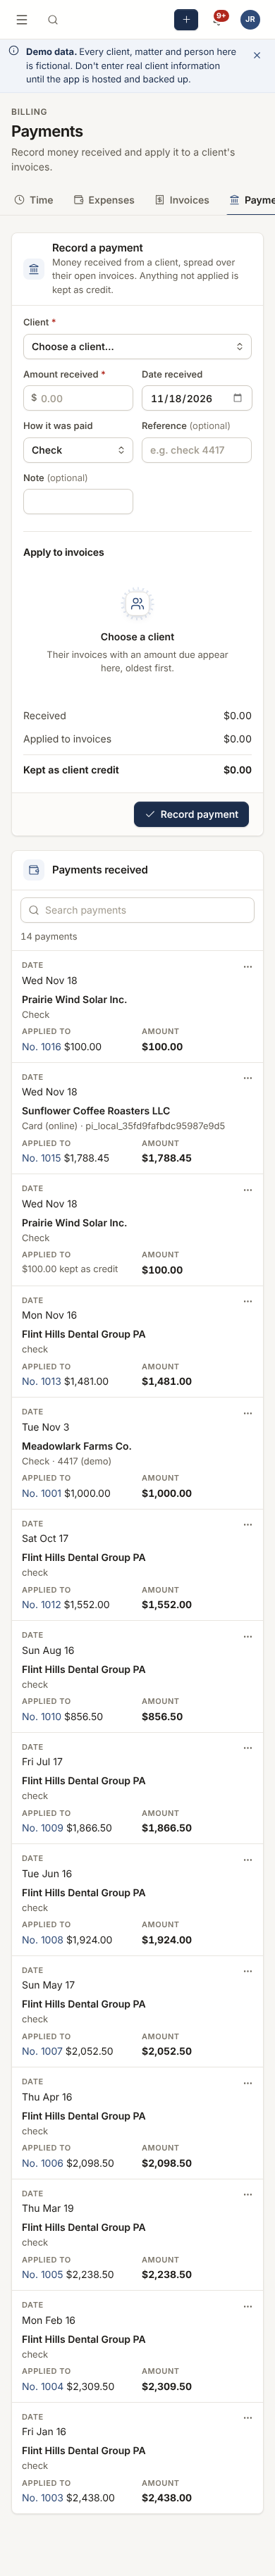 9+
JR
Demo data. Every client, matter and person here
is fictional. Don't enter real client information
until the app is hosted and backed up.
BILLING
Payments
Record money received and apply it to a client's
invoices.
Time Expenses Invoices Payme
Record a payment
Money received from a client, spread over
their open invoices. Anything not applied is
kept as credit.
Client *
Choose a client...
Amount received * Date received
$ 0.00 11/18/2026
How it was paid Reference (optional)
Check e.g. check 4417
Note (optional)
Apply to invoices
Choose a client
Their invoices with an amount due appear
here, oldest first.
Received $0.00
Applied to invoices $0.00
Kept as client credit $0.00
Record payment
Payments received
Search payments
14 payments
DATE
Wed Nov 18
Prairie Wind Solar Inc.
Check
APPLIED TO AMOUNT
No. 1016 $100.00 $100.00
DATE
Wed Nov 18
Sunflower Coffee Roasters LLC
Card (online) · pi_local_35fd9fafbdc95987e9d5
APPLIED TO AMOUNT
No. 1015 $1,788.45 $1,788.45
DATE
Wed Nov 18
Prairie Wind Solar Inc.
Check
APPLIED TO AMOUNT
$100.00 kept as credit $100.00
DATE
Mon Nov 16
Flint Hills Dental Group PA
check
APPLIED TO AMOUNT
No. 1013 $1,481.00 $1,481.00
DATE
Tue Nov 3
Meadowlark Farms Co.
Check · 4417 (demo)
APPLIED TO AMOUNT
No. 1001 $1,000.00 $1,000.00
DATE
Sat Oct 17
Flint Hills Dental Group PA
check
APPLIED TO AMOUNT
No. 1012 $1,552.00 $1,552.00
DATE
Sun Aug 16
Flint Hills Dental Group PA
check
APPLIED TO AMOUNT
No. 1010 $856.50 $856.50
DATE
Fri Jul 17
Flint Hills Dental Group PA
check
APPLIED TO AMOUNT
No. 1009 $1,866.50 $1,866.50
DATE
Tue Jun 16
Flint Hills Dental Group PA
check
APPLIED TO AMOUNT
No. 1008 $1,924.00 $1,924.00
DATE
Sun May 17
Flint Hills Dental Group PA
check
APPLIED TO AMOUNT
No. 1007 $2,052.50 $2,052.50
DATE
Thu Apr 16
Flint Hills Dental Group PA
check
APPLIED TO AMOUNT
No. 1006 $2,098.50 $2,098.50
DATE
Thu Mar 19
Flint Hills Dental Group PA
check
APPLIED TO AMOUNT
No. 1005 $2,238.50 $2,238.50
DATE
Mon Feb 16
Flint Hills Dental Group PA
check
APPLIED TO AMOUNT
No. 1004 $2,309.50 $2,309.50
DATE
Fri Jan 16
Flint Hills Dental Group PA
check
APPLIED TO AMOUNT
No. 1003 $2,438.00 $2,438.00